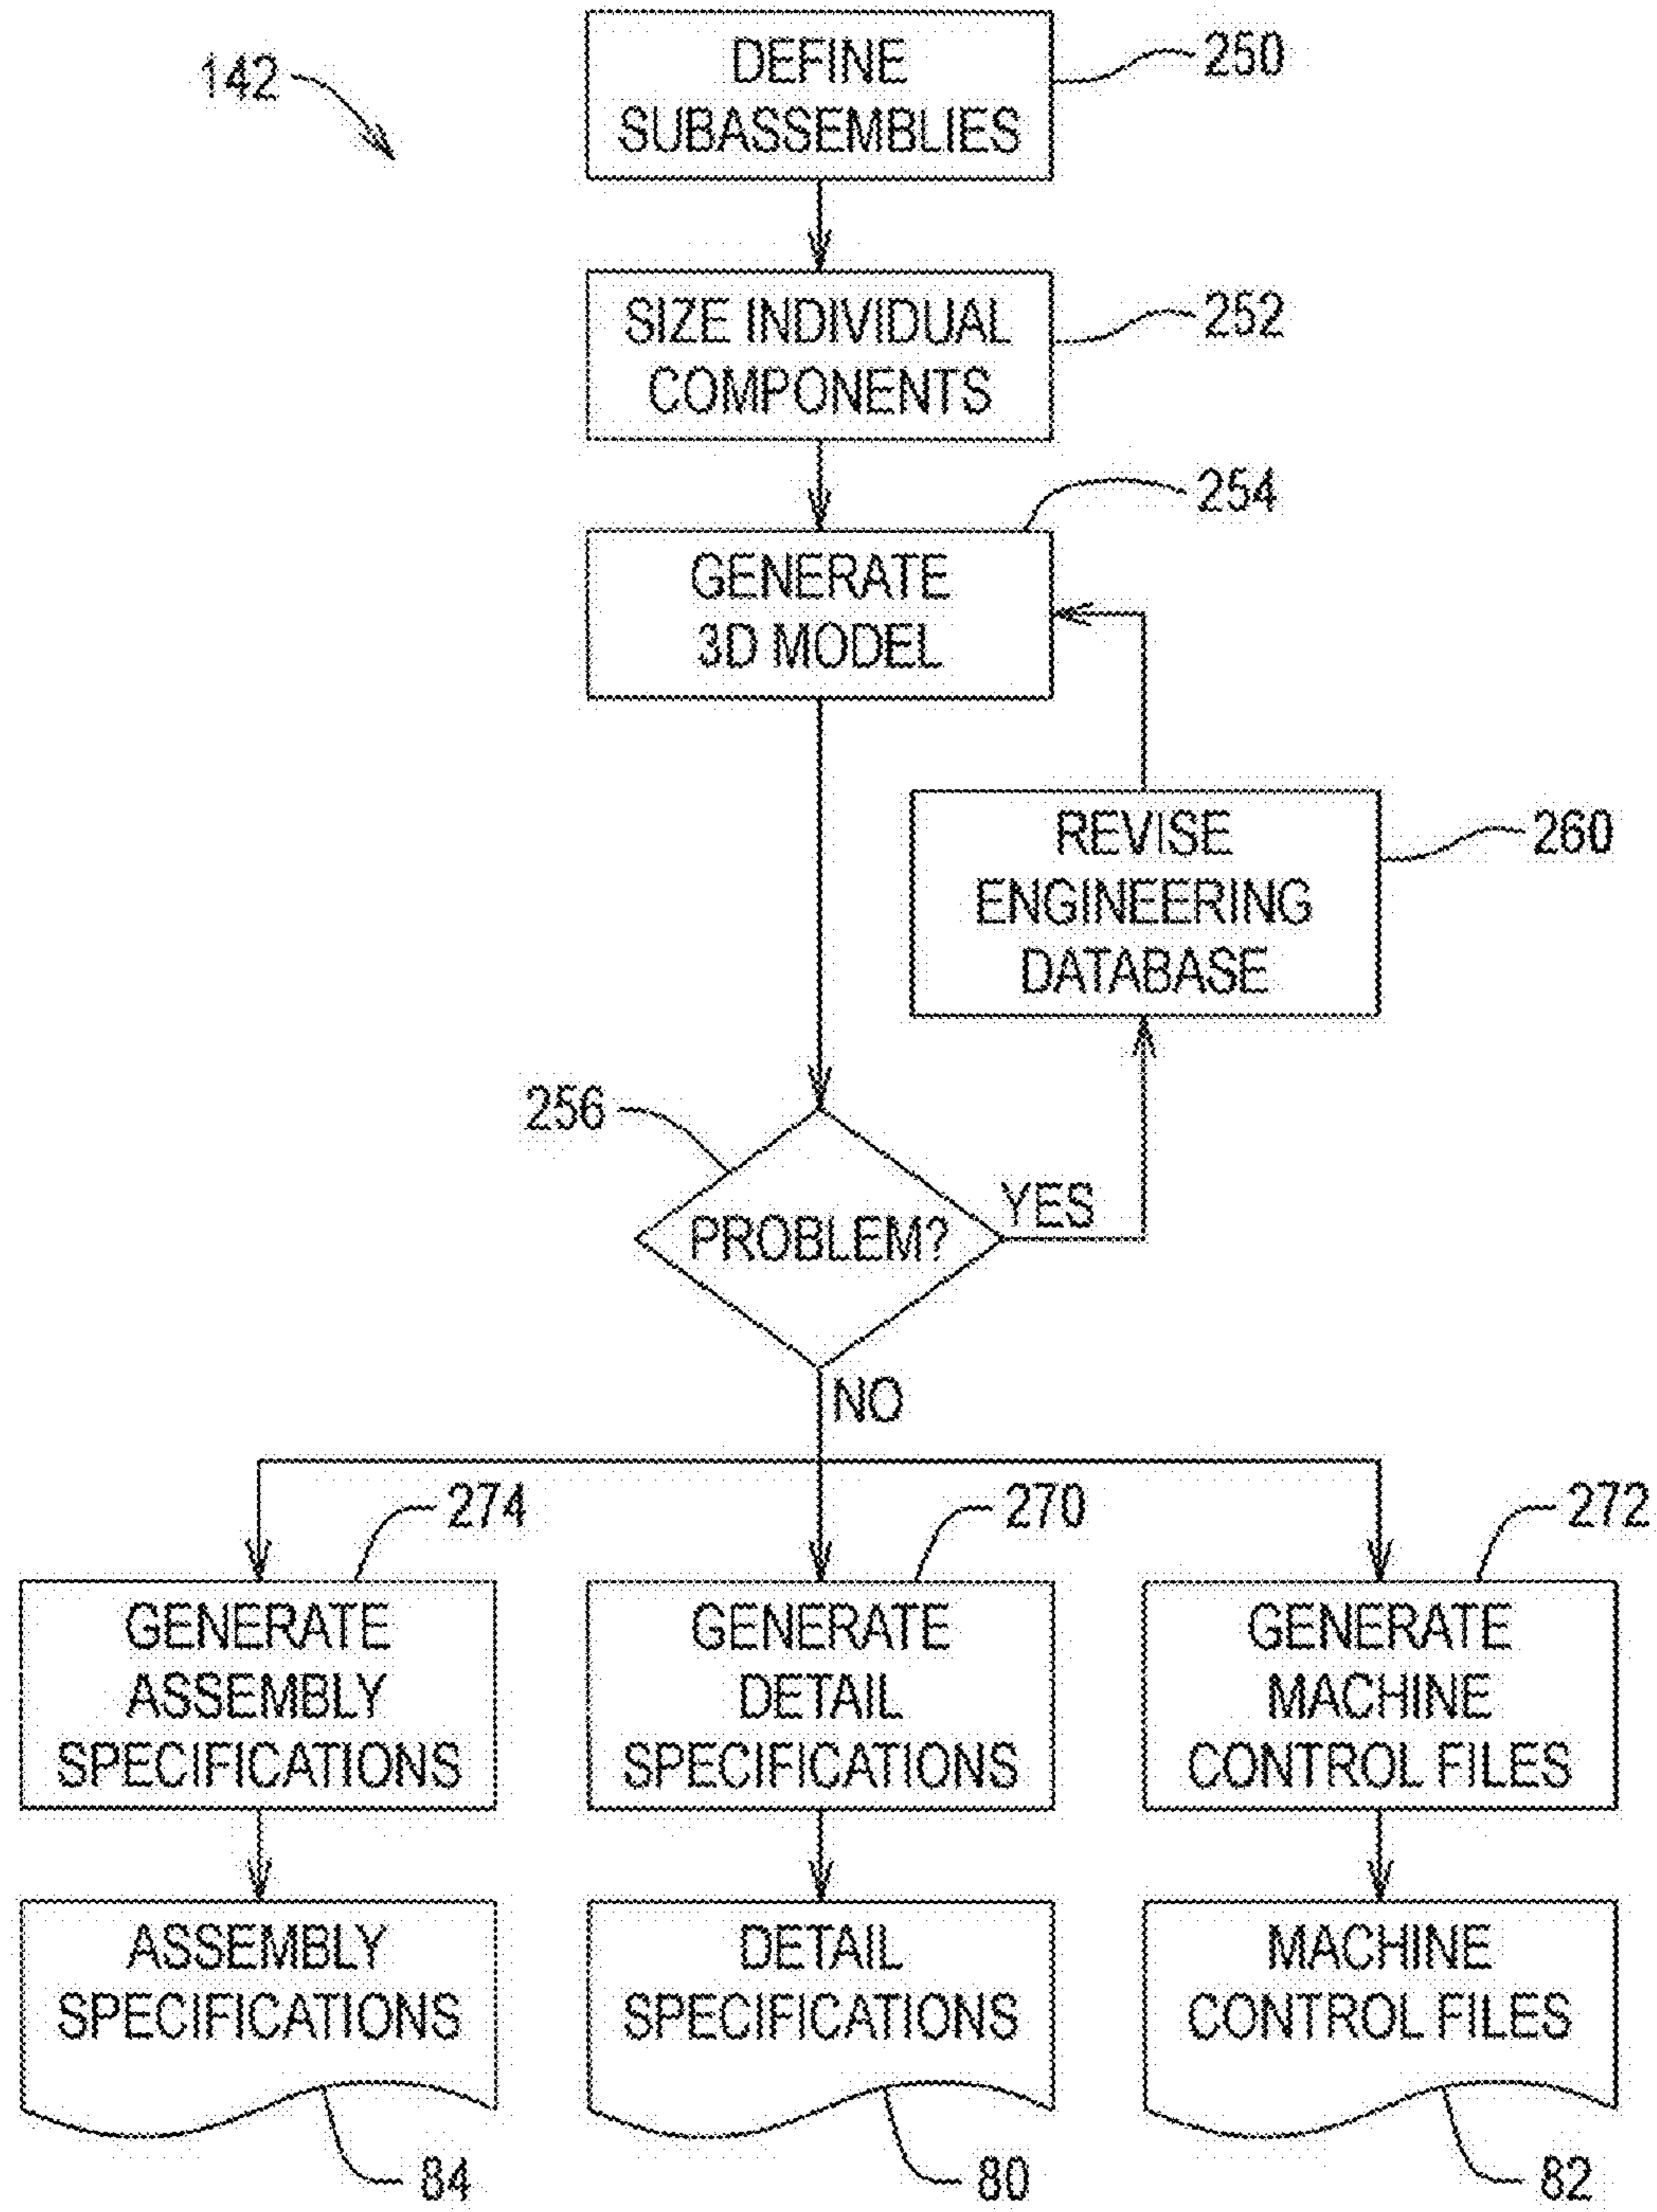 142
DEFINE
SUBASSEMBLIES
250
SIZE INDIVIDUAL
COMPONENTS
252
254
GENERATE
3D MODEL
REVISE
ENGINEERING
DATABASE
260
256
PROBLEM?
YES
NO
274
GENERATE
ASSEMBLY
SPECIFICATIONS
270
GENERATE
DETAIL
SPECIFICATIONS
272
GENERATE
MACHINE
CONTROL FILES
ASSEMBLY
SPECIFICATIONS
84
DETAIL
SPECIFICATIONS
80
MACHINE
CONTROL FILES
82